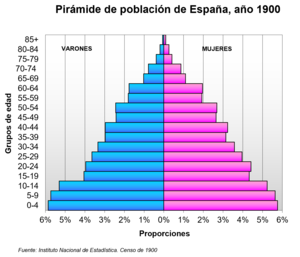 Pirámide de población de España, año 1900
VARONES
MUJERES
Grupos de edad
85+
80-84
75-79
70-74
65-69
60-64
55-59
50-54
45-49
40-44
35-39
30-34
25-29
20-24
15-19
10-14
5-9
0-4
6% 5% 4% 3% 2% 1% 0% 1% 2% 3% 4% 5% 6%
Proporciones
Fuente: Instituto Nacional de Estadística. Censo de 1900